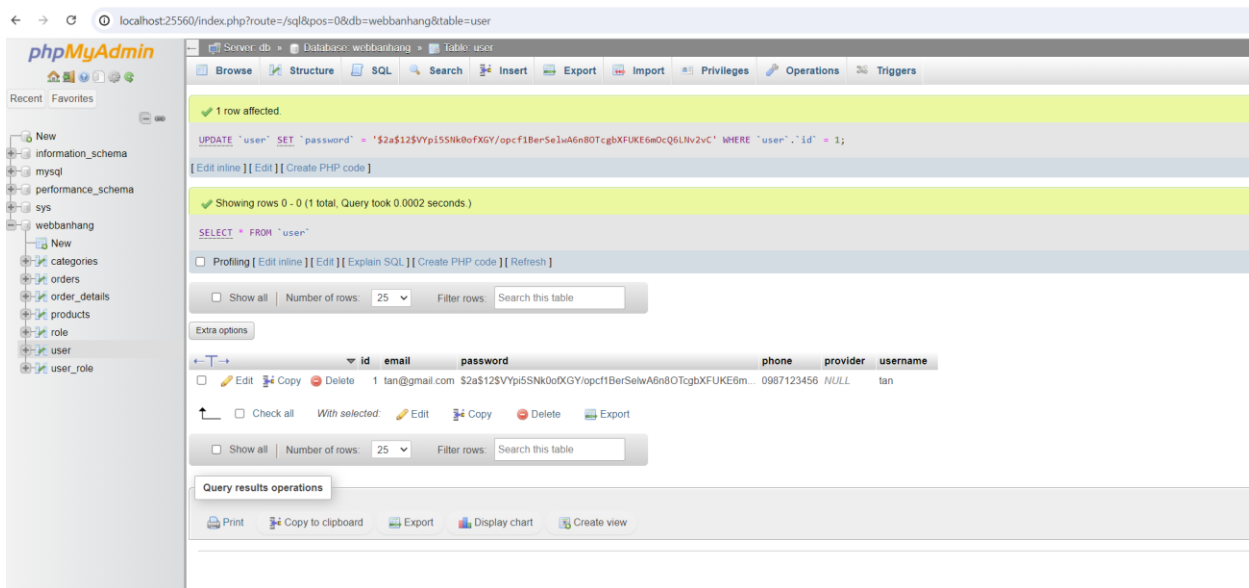 localhost:25560/index.php?route=/sql&pos=0&db=webbanhang&table=user
phpMyAdmin
Recent Favorites
New
information_schema
mysql
performance_schema
sys
webbanhang
New
categories
orders
order_details
products
role
user
user_role
Server: db » Database: webbanhang » Table: user
Browse Structure SQL Search Insert Export Import Privileges Operations Triggers
1 row affected.
UPDATE `user` SET `password` = '$2a$12$VYpi5SNk0ofXGY/opcf1BerSelwA6n8OTcgbXFUKE6mOcQ6LNv2vC' WHERE `user`.`id` = 1;
[ Edit inline ] [ Edit ] [ Create PHP code ]
Showing rows 0 - 0 (1 total, Query took 0.0002 seconds.)
SELECT * FROM `user`
Profiling [ Edit inline ] [ Edit ] [ Explain SQL ] [ Create PHP code ] [ Refresh ]
Show all Number of rows: 25 Filter rows: Search this table
Extra options
←T→ id email password phone provider username
Edit Copy Delete 1 tan@gmail.com $2a$12$VYpi5SNk0ofXGY/opcf1BerSelwA6n8OTcgbXFUKE6m... 0987123456 NULL tan
Check all With selected: Edit Copy Delete Export
Show all Number of rows: 25 Filter rows: Search this table
Query results operations
Print Copy to clipboard Export Display chart Create view